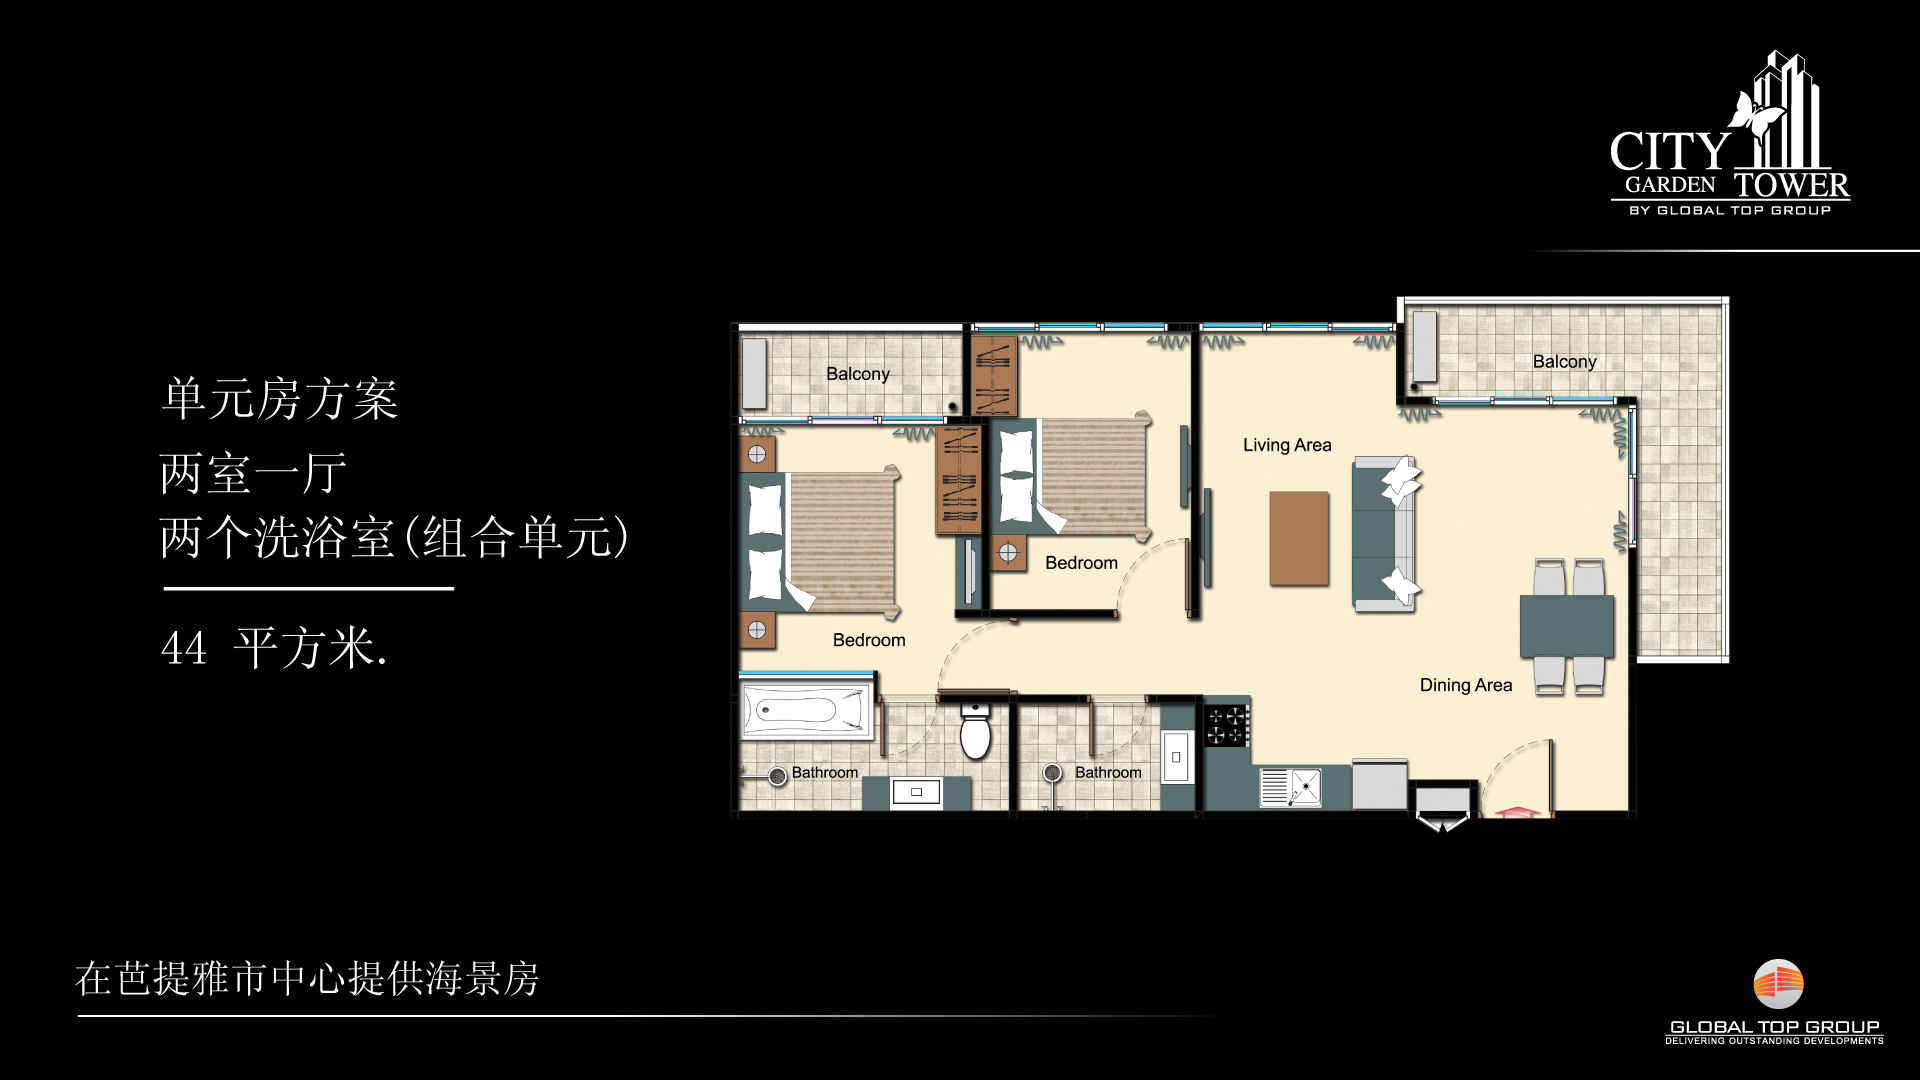 CITY
GARDEN TOWER
BY GLOBAL TOP GROUP
单元房方案
两室一厅
两个洗浴室(组合单元)
44 平方米.
Balcony
Balcony
Living Area
Bedroom
Bedroom
Dining Area
Bathroom
Bathroom
在芭提雅市中心提供海景房
GLOBAL TOP GROUP
DELIVERING OUTSTANDING DEVELOPMENTS